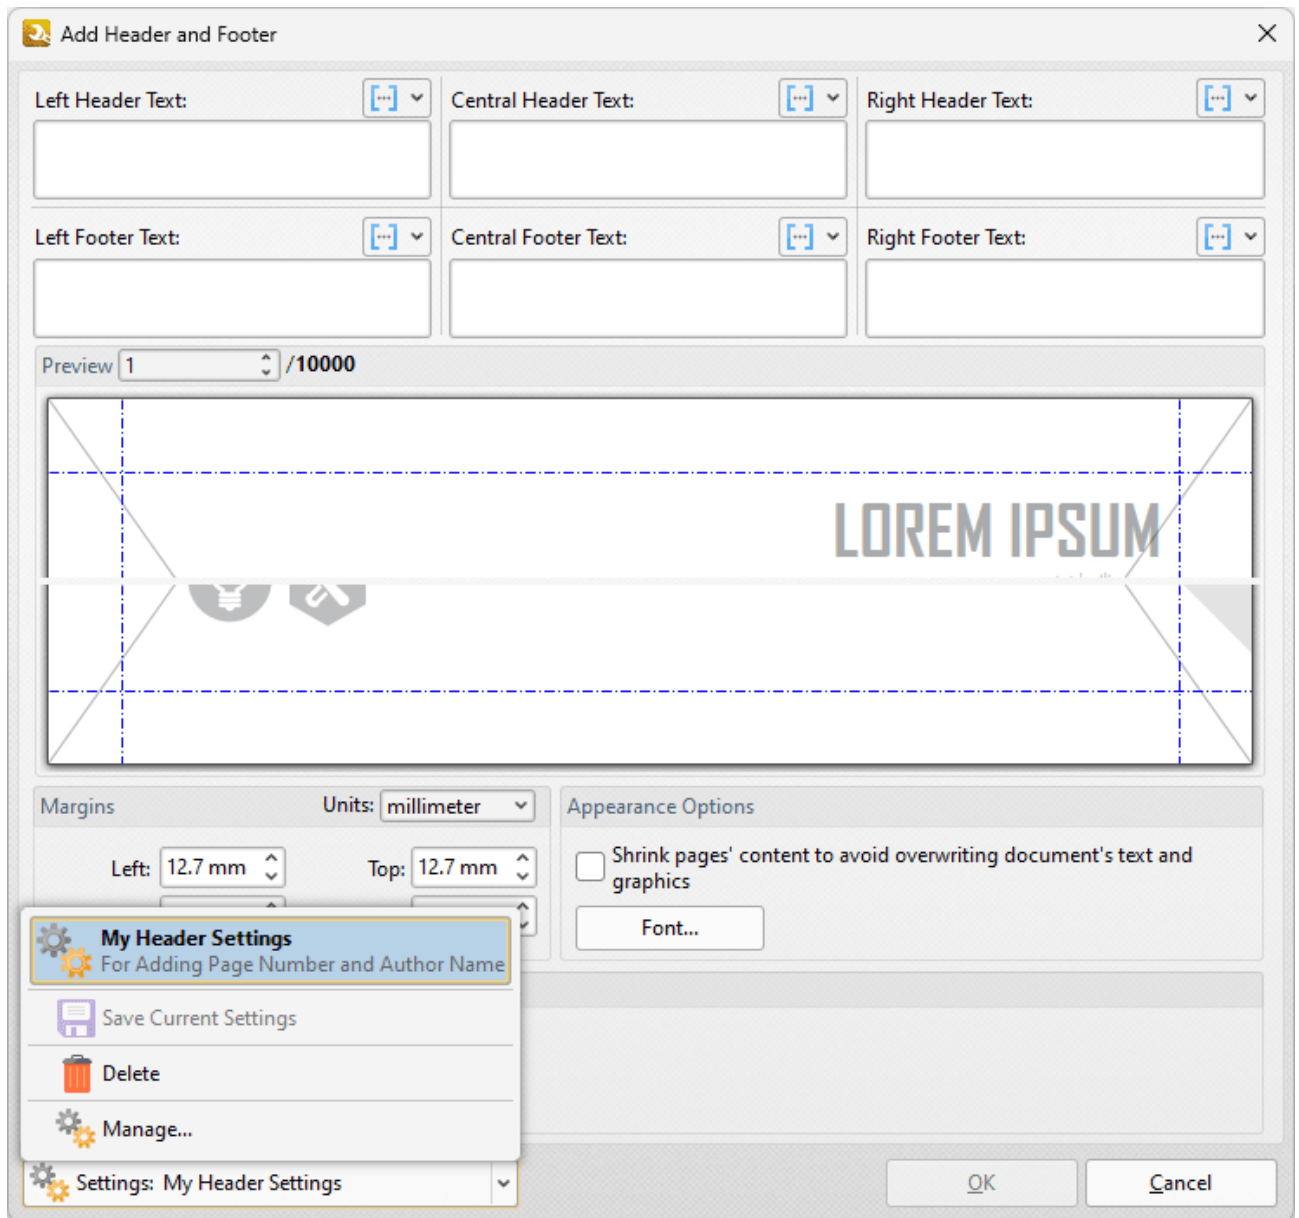 Add Header and Footer
Left Header Text:
Central Header Text:
Right Header Text:
Left Footer Text:
Central Footer Text:
Right Footer Text:
Preview 1 /10000
LOREM IPSUM
Margins
Units: millimeter
Appearance Options
Left: 12.7 mm
Top: 12.7 mm
Shrink pages' content to avoid overwriting document's text and
graphics
Font...
My Header Settings
For Adding Page Number and Author Name
Save Current Settings
Delete
Manage...
Settings: My Header Settings
OK
Cancel